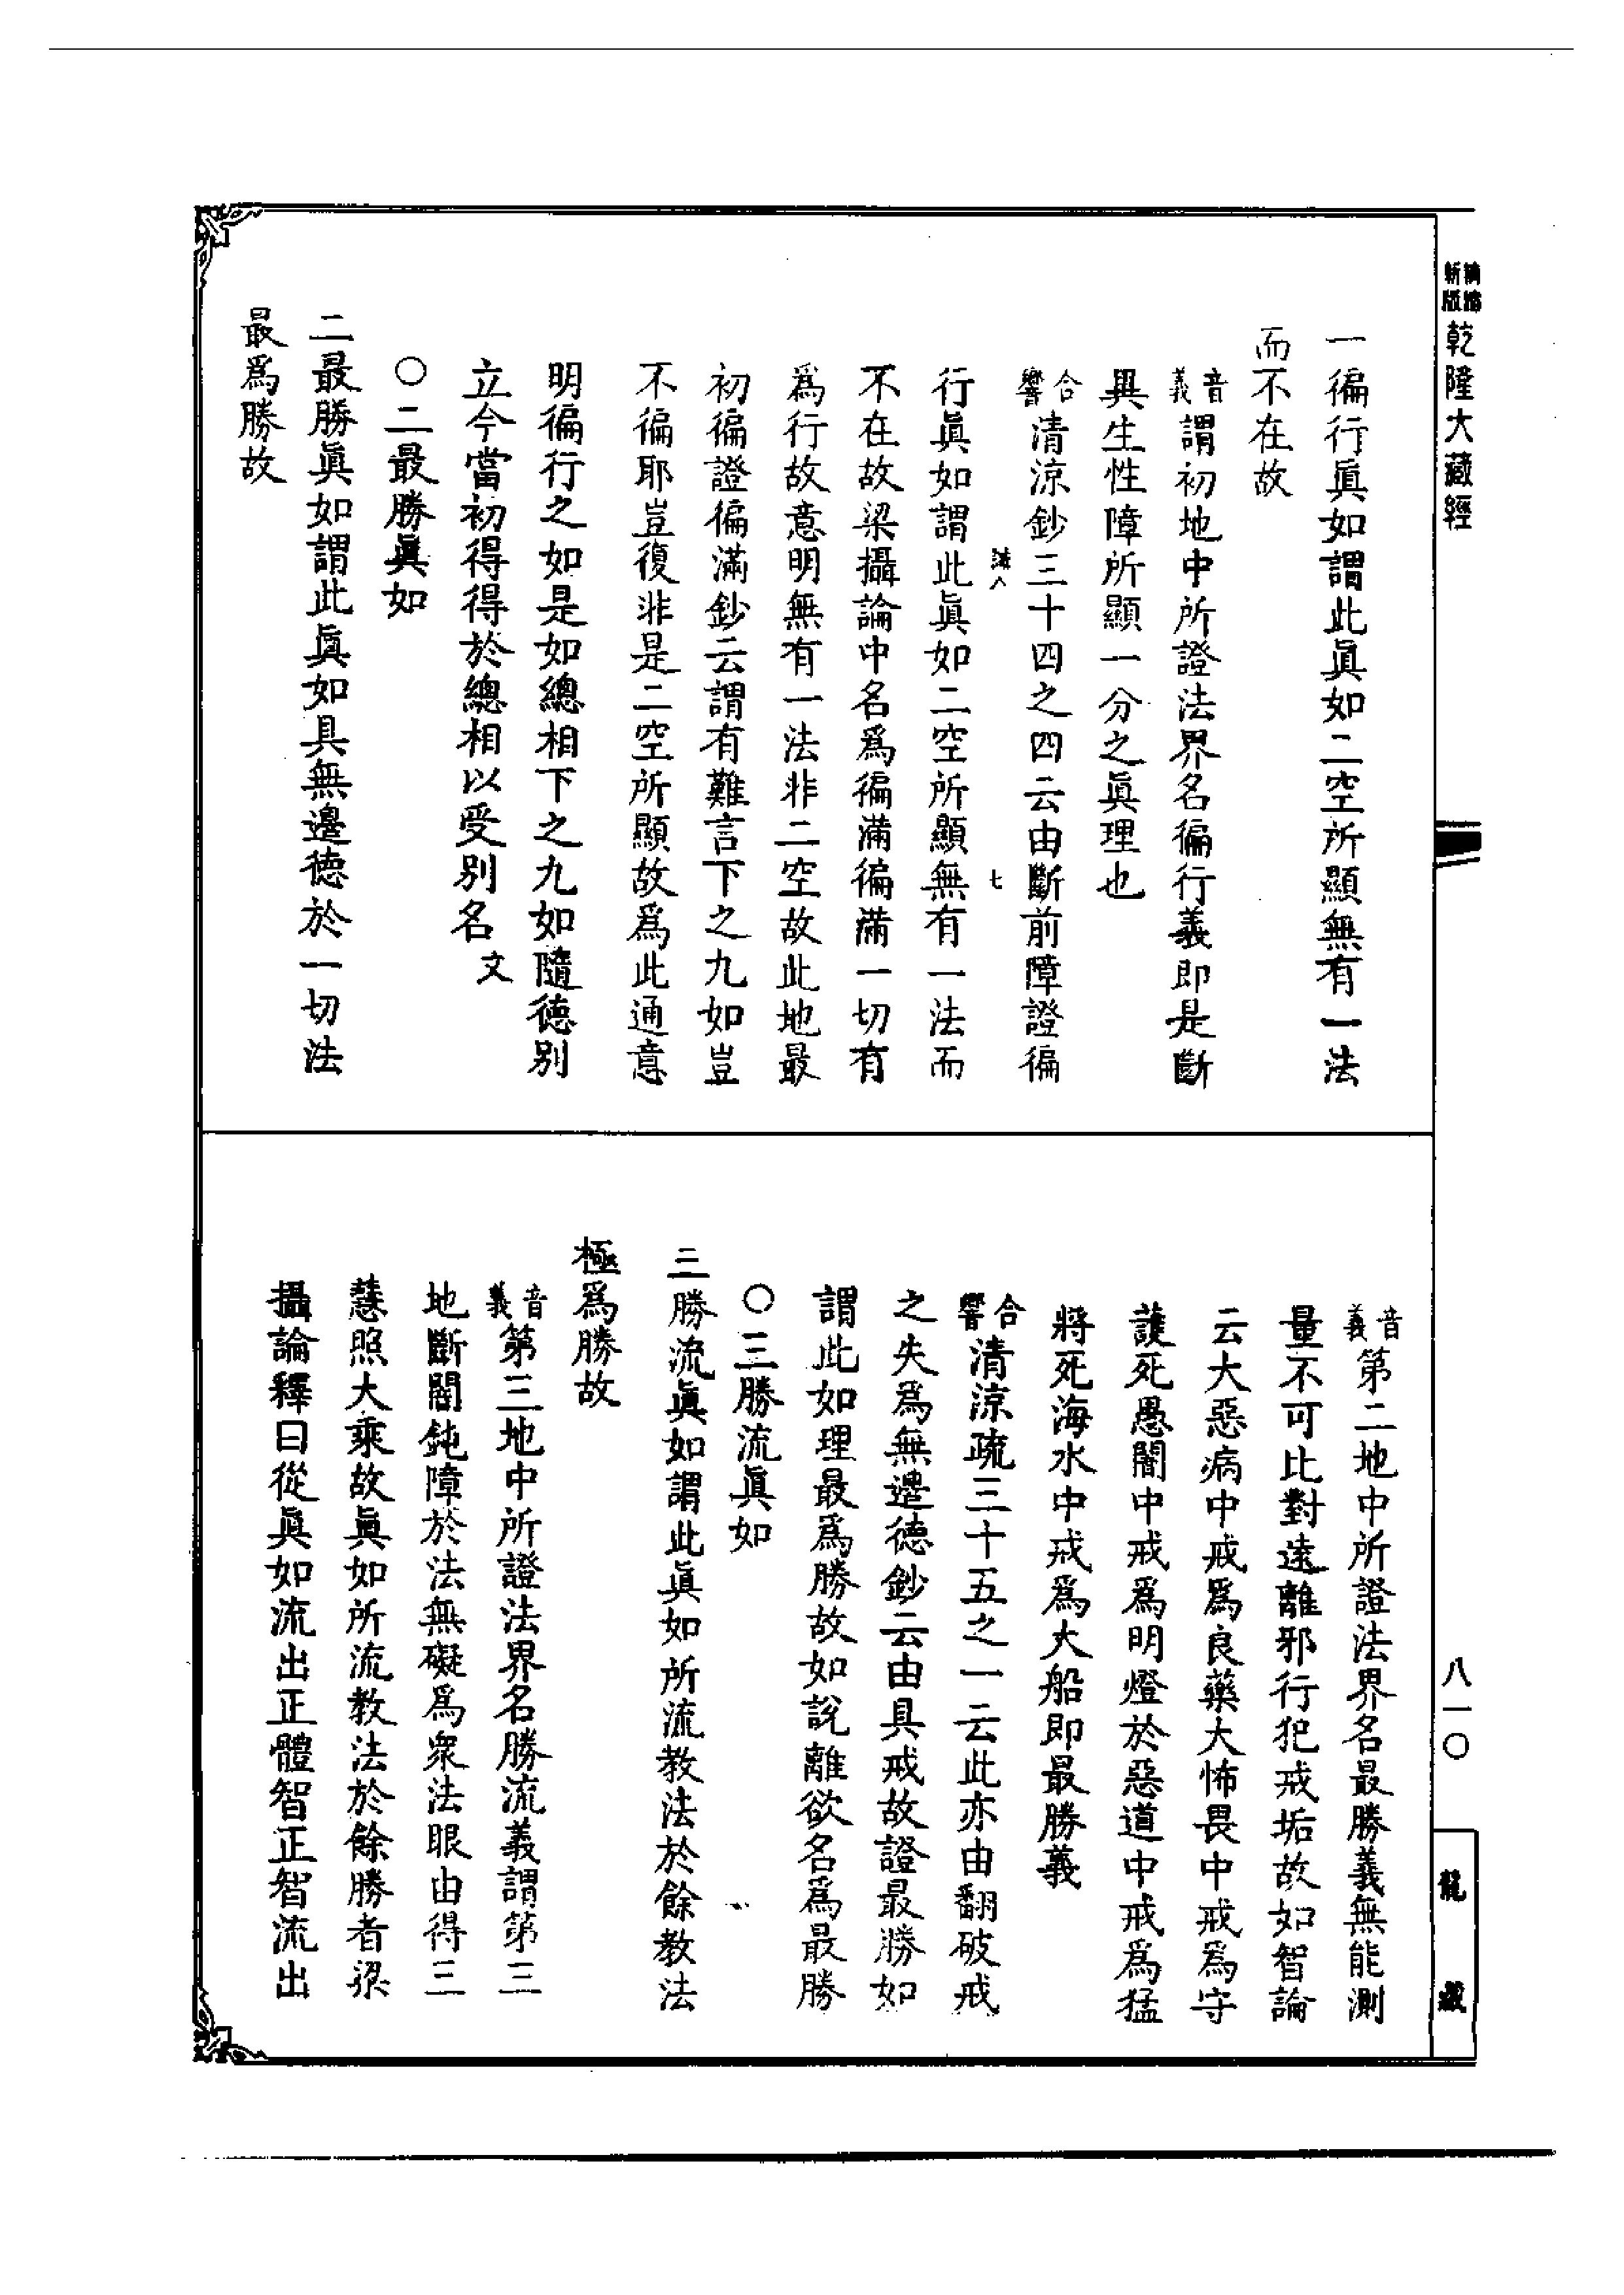 新版
乾隆大藏經
一徧行眞如謂此眞如二空所顯無有一法
而不在故
音義謂初地中所證法界名徧行義即是斷
異生性障所顯一分之眞理也
合響清涼鈔三十四之四云由斷前障證徧
七
行眞如謂此眞如二空所顯無有一法而
不在故梁攝論中名爲徧滿徧滿一切有
爲行故意明無有一法非二空故此地最
初徧證徧滿鈔云謂有難言下之九如豈
不徧耶豈復非是二空所顯故爲此通意
明徧行之如是如總相下之九如隨德別
立今當初得得於總相以受別名文
○二最勝眞如
二最勝眞如謂此眞如具無邊德於一切法
最爲勝故
音義第二地中所證法界名最勝義無能測
量不可比對遠離邪行犯戒垢故如智論
云大惡病中戒爲良藥大怖畏中戒爲守
護死愚闇中戒爲明燈於惡道中戒爲猛
將死海水中戒爲大船即最勝義
合響清涼疏三十五之一云此亦由翻破戒
之失爲無邊德鈔云由具戒故證最勝如
謂此如理最爲勝故如說離欲名爲最勝
○三勝流眞如
三勝流眞如謂此眞如所流教法於餘教法
極爲勝故
音義第三地中所證法界名勝流義謂第三
地斷闇鈍障於法無礙爲衆法眼由得三
慧照大乘故眞如所流教法於餘勝者梁
攝論釋曰從眞如流出正體智正智流出
八一〇
龍藏